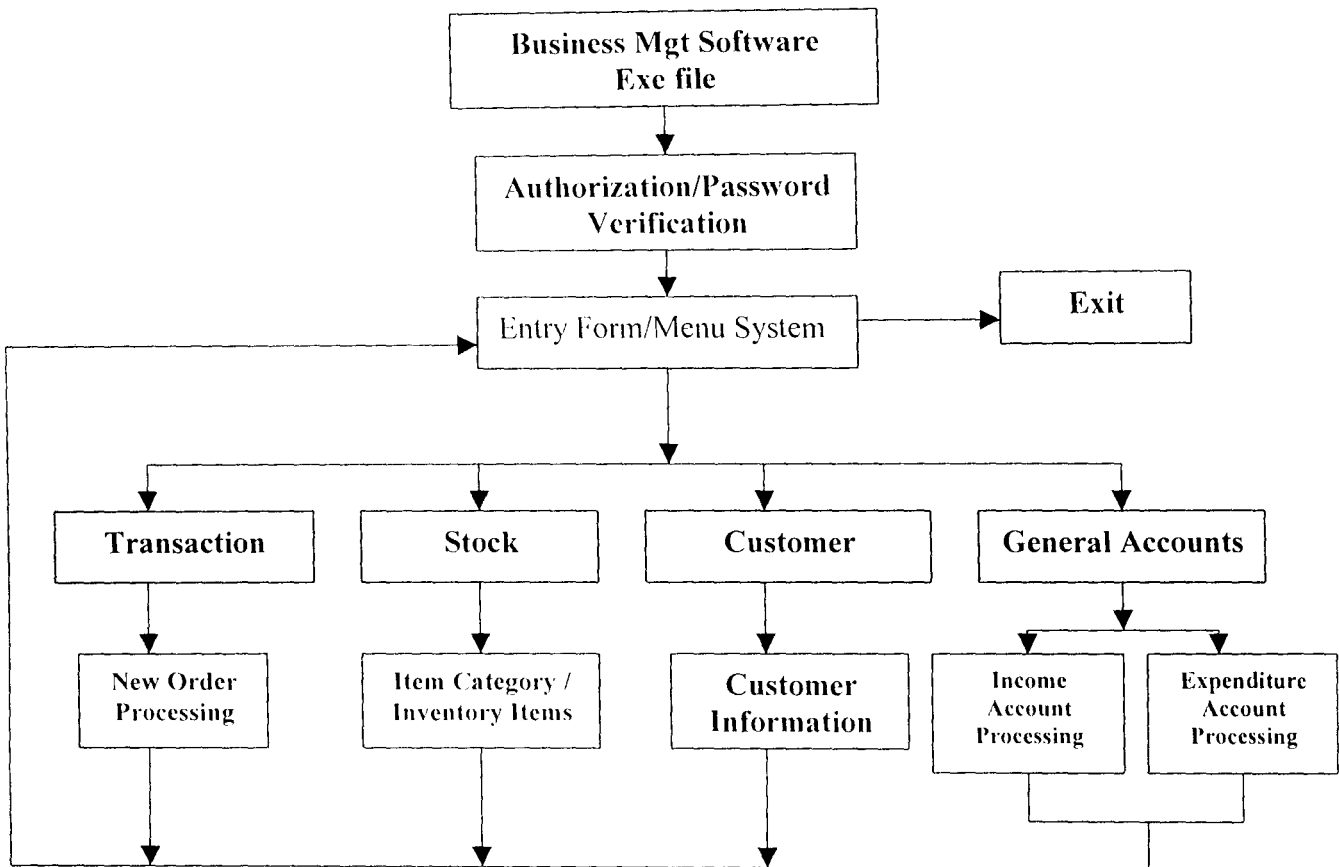 Business Mgt Software
Exe file
Authorization/Password
Verification
Entry Form/Menu System
Exit
Transaction
Stock
Customer
General Accounts
New Order
Processing
Item Category /
Inventory Items
Customer
Information
Income
Account
Processing
Expenditure
Account
Processing